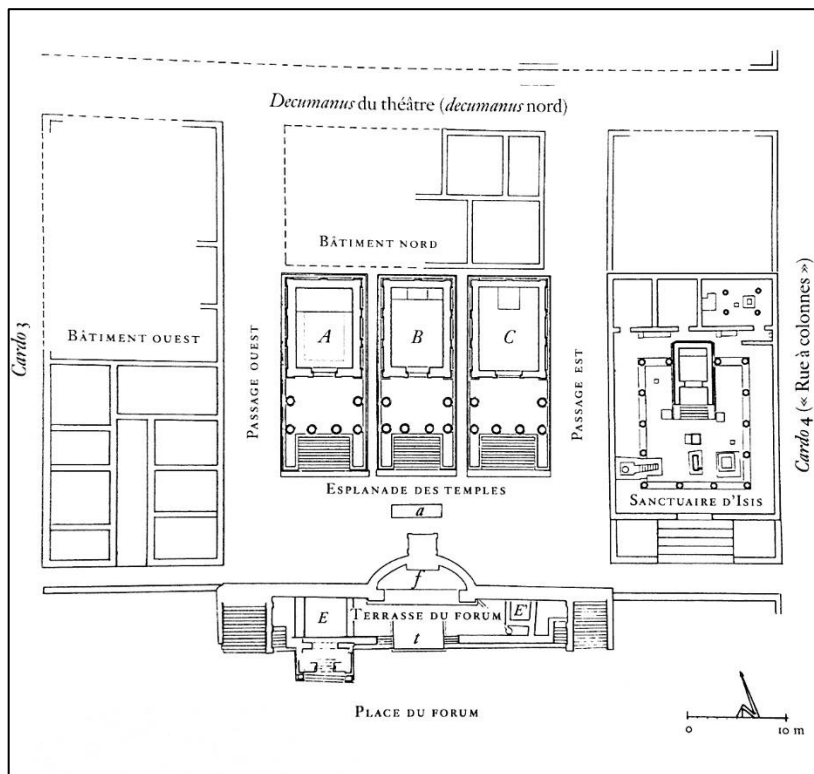 Decumanus du théâtre (decumanus nord)
BÂTIMENT NORD
Cardo 3
BÂTIMENT OUEST
PASSAGE OUEST
A
B
C
PASSAGE EST
Cardo 4 (« Rue à colonnes »)
ESPLANADE DES TEMPLES
SANCTUAIRE D'ISIS
a
f
E
TERRASSE DU FORUM
E'
t
PLACE DU FORUM
0 10 m